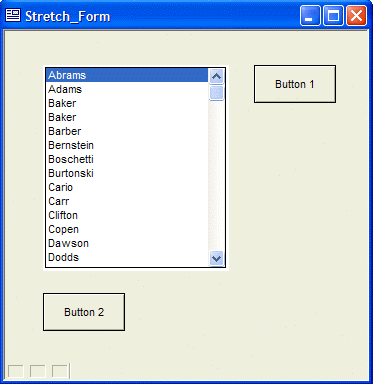 Stretch_Form
Abrams
Adams
Baker
Baker
Barber
Bernstein
Boschetti
Burtonski
Cario
Carr
Clifton
Copen
Dawson
Dodds
Button 1
Button 2